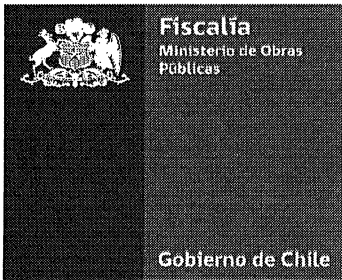 Fiscalía
Ministerio de Obras
Públicas
Gobierno de Chile